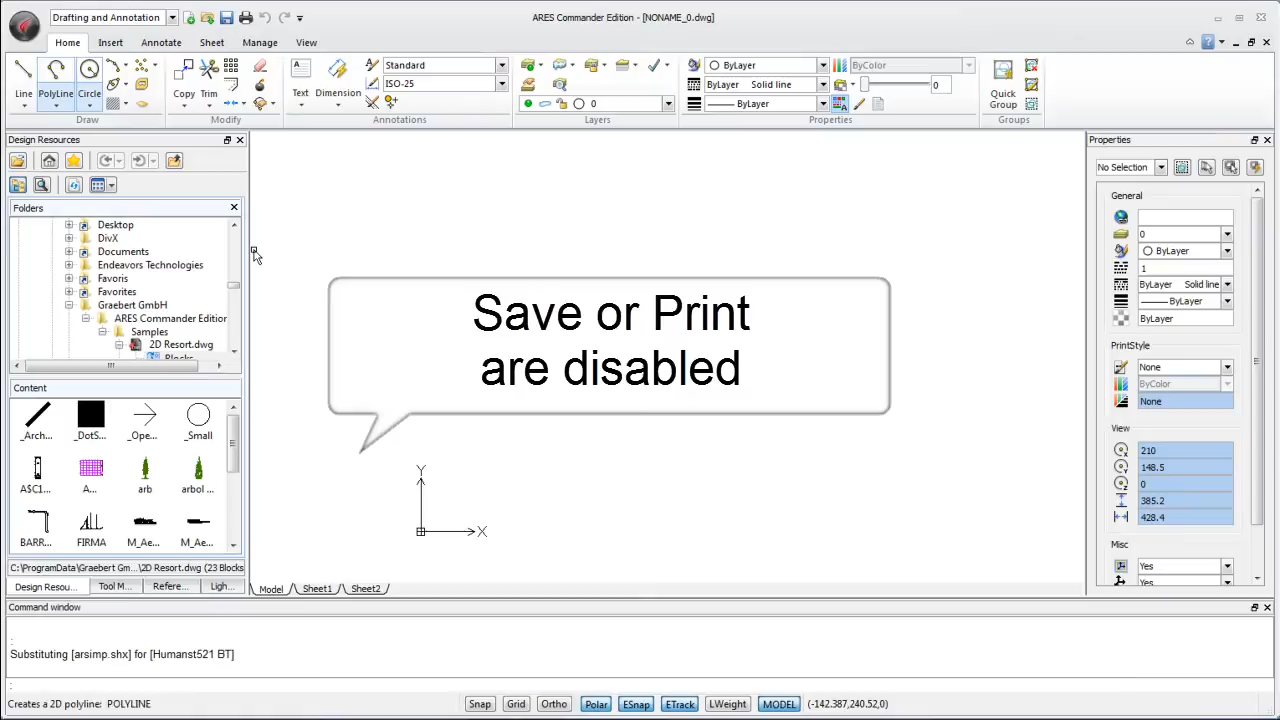 Drafting and Annotation
ARES Commander Edition - [NONAME_0.dwg]
Home
Insert
Annotate
Sheet
Manage
View
Line
PolyLine
Circle
Draw
Copy
Trim
Modify
Text
Dimension
Standard
ISO-25
Annotations
0
Layers
ByLayer
ByLayer Solid line
ByLayer
ByColor
0
Properties
Quick
Group
Groups
Design Resources
Folders
Desktop
DivX
Documents
Endeavors Technologies
Favoris
Favorites
Graebert GmbH
ARES Commander Edition
Samples
2D Resort.dwg
Blocks
Content
_Arch...
_DotS...
_Ope...
_Small
A$C1...
A...
arb
arbol ...
BARR...
FIRMA
M_Ae...
M_Ae...
C:\ProgramData\Graebert Gm...\2D Resort.dwg (23 Blocks
Design Resou...
Tool M...
Refere...
Ligh...
Save or Print
are disabled
Y
X
Model
Sheet1
Sheet2
Properties
No Selection
General
0
ByLayer
1
ByLayer Solid line
ByLayer
ByLayer
PrintStyle
None
ByColor
None
View
210
148.5
0
385.2
428.4
Misc
Yes
Yes
Command window
:
Substituting [arsimp.shx] for [Humanst521 BT]
:
Creates a 2D polyline: POLYLINE
Snap
Grid
Ortho
Polar
ESnap
ETrack
LWeight
MODEL
(-142.387,240.52,0)